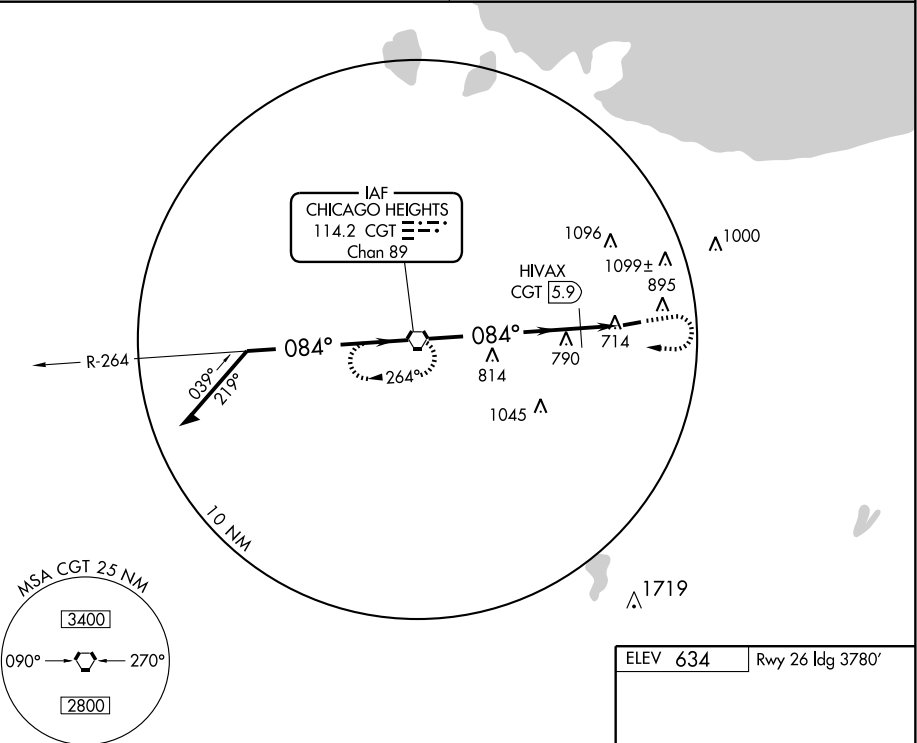 IAF
CHICAGO HEIGHTS
114.2 CGT
Chan 89
1096
1000
1099±
HIVAX
CGT 5.9
895
R-264
084°
084°
714
790
814
264°
039°
219°
1045
10 NM
MSA CGT 25 NM
3400
090°
270°
2800
1719
ELEV 634
Rwy 26 ldg 3780'